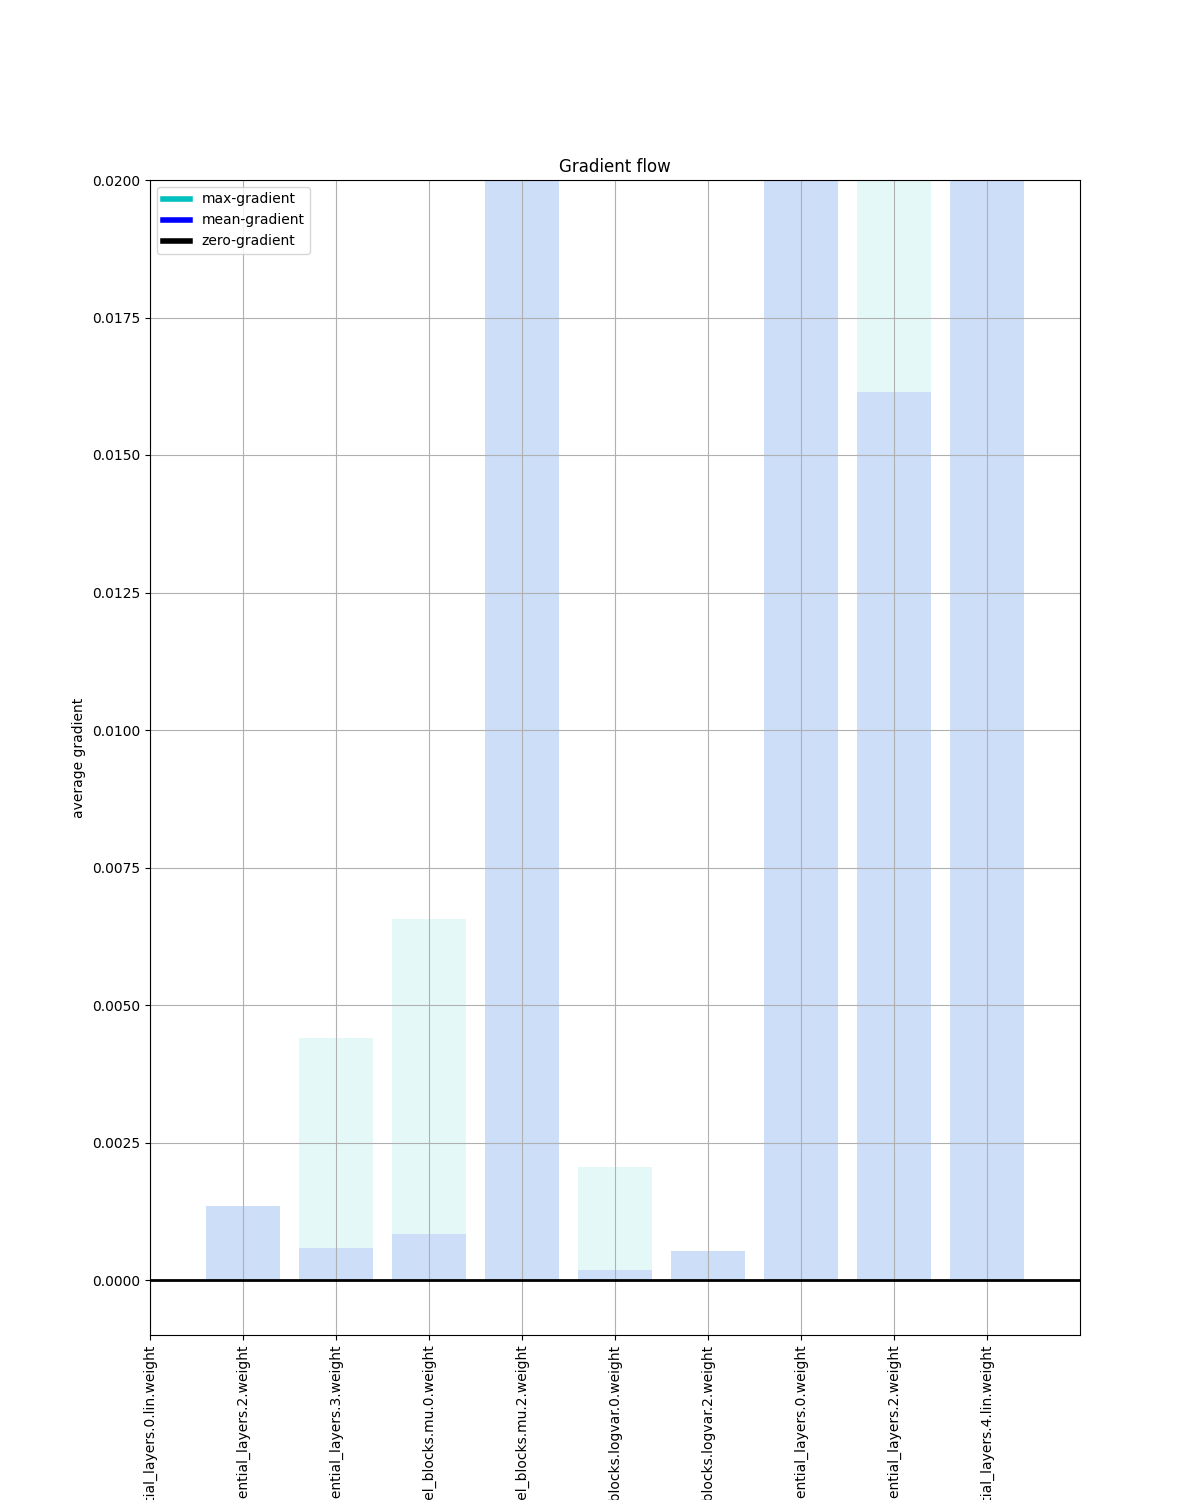 Gradient flow
max-gradient
mean-gradient
zero-gradient
0.0200
0.0175
0.0150
0.0125
0.0100
0.0075
0.0050
0.0025
0.0000
average gradient
tial_layers.0.lin.weight
ential_layers.2.weight
ential_layers.3.weight
el_blocks.mu.0.weight
el_blocks.mu.2.weight
blocks.logvar.0.weight
blocks.logvar.2.weight
ential_layers.0.weight
ential_layers.2.weight
tial_layers.4.lin.weight